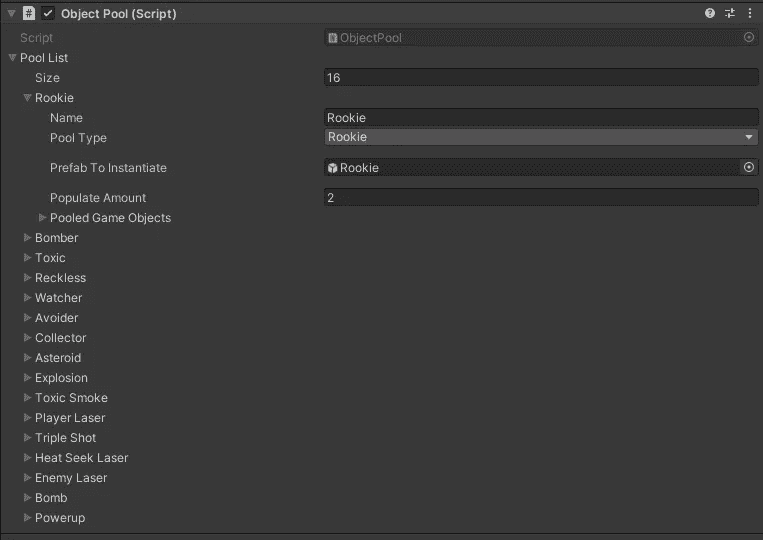 Object Pool (Script)
Script ObjectPool
Pool List
Size 16
Rookie
Name Rookie
Pool Type Rookie
Prefab To Instantiate Rookie
Populate Amount 2
Pooled Game Objects
Bomber
Toxic
Reckless
Watcher
Avoider
Collector
Asteroid
Explosion
Toxic Smoke
Player Laser
Triple Shot
Heat Seek Laser
Enemy Laser
Bomb
Powerup